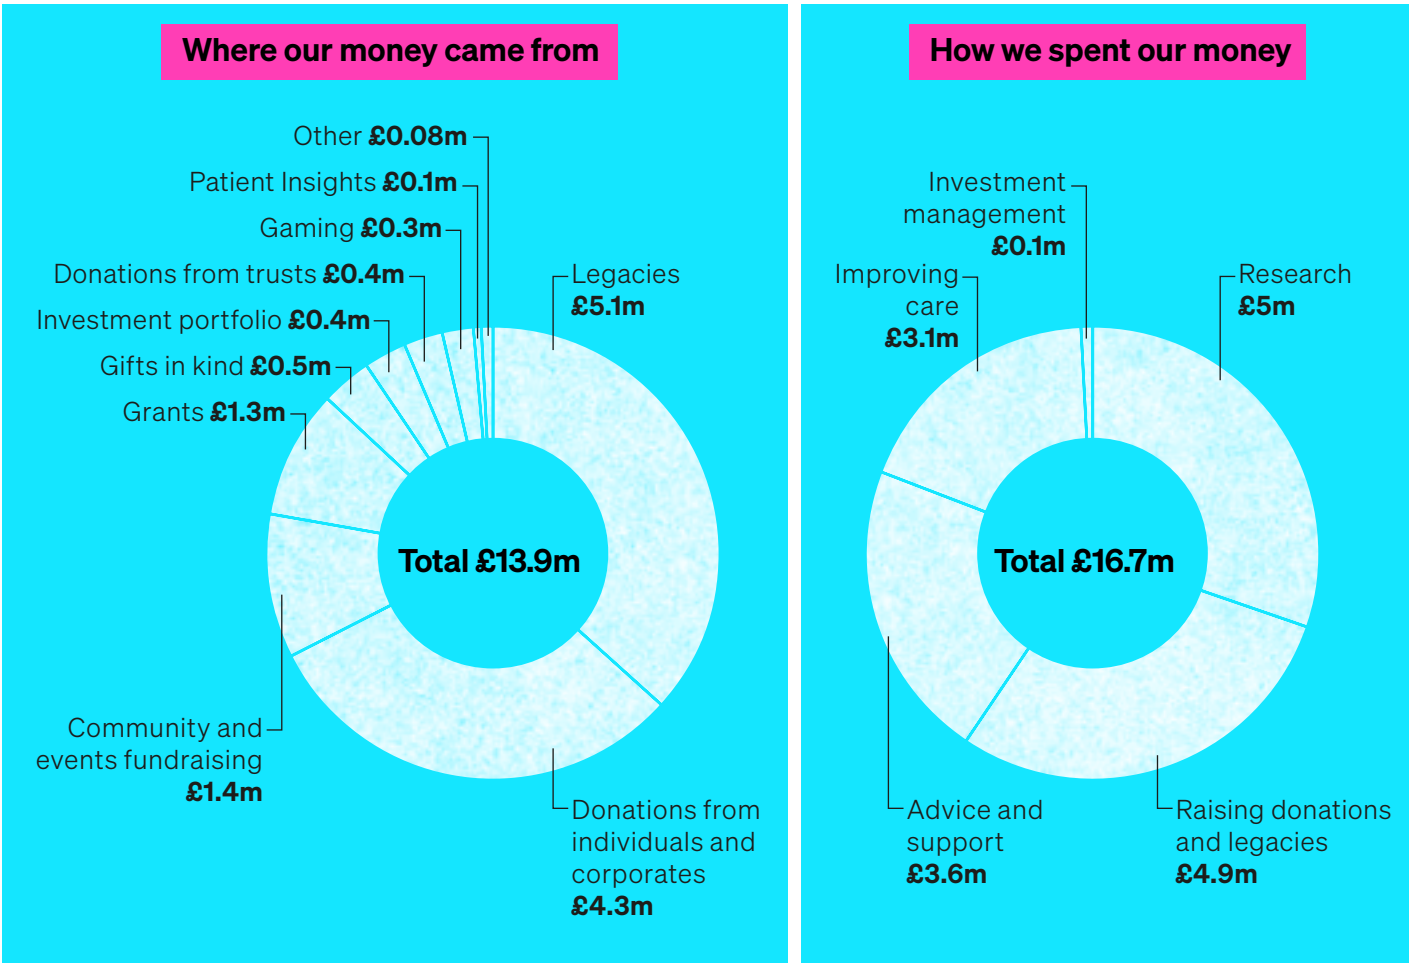 Where our money came from
Other £0.08m
Patient Insights £0.1m
Gaming £0.3m
Donations from trusts £0.4m
Investment portfolio £0.4m
Gifts in kind £0.5m
Grants £1.3m
Legacies
£5.1m
Total £13.9m
Community and
events fundraising
£1.4m
Donations from
individuals and
corporates
£4.3m
How we spent our money
Investment
management
£0.1m
Improving
care
£3.1m
Research
£5m
Total £16.7m
Advice and
support
£3.6m
Raising donations
and legacies
£4.9m